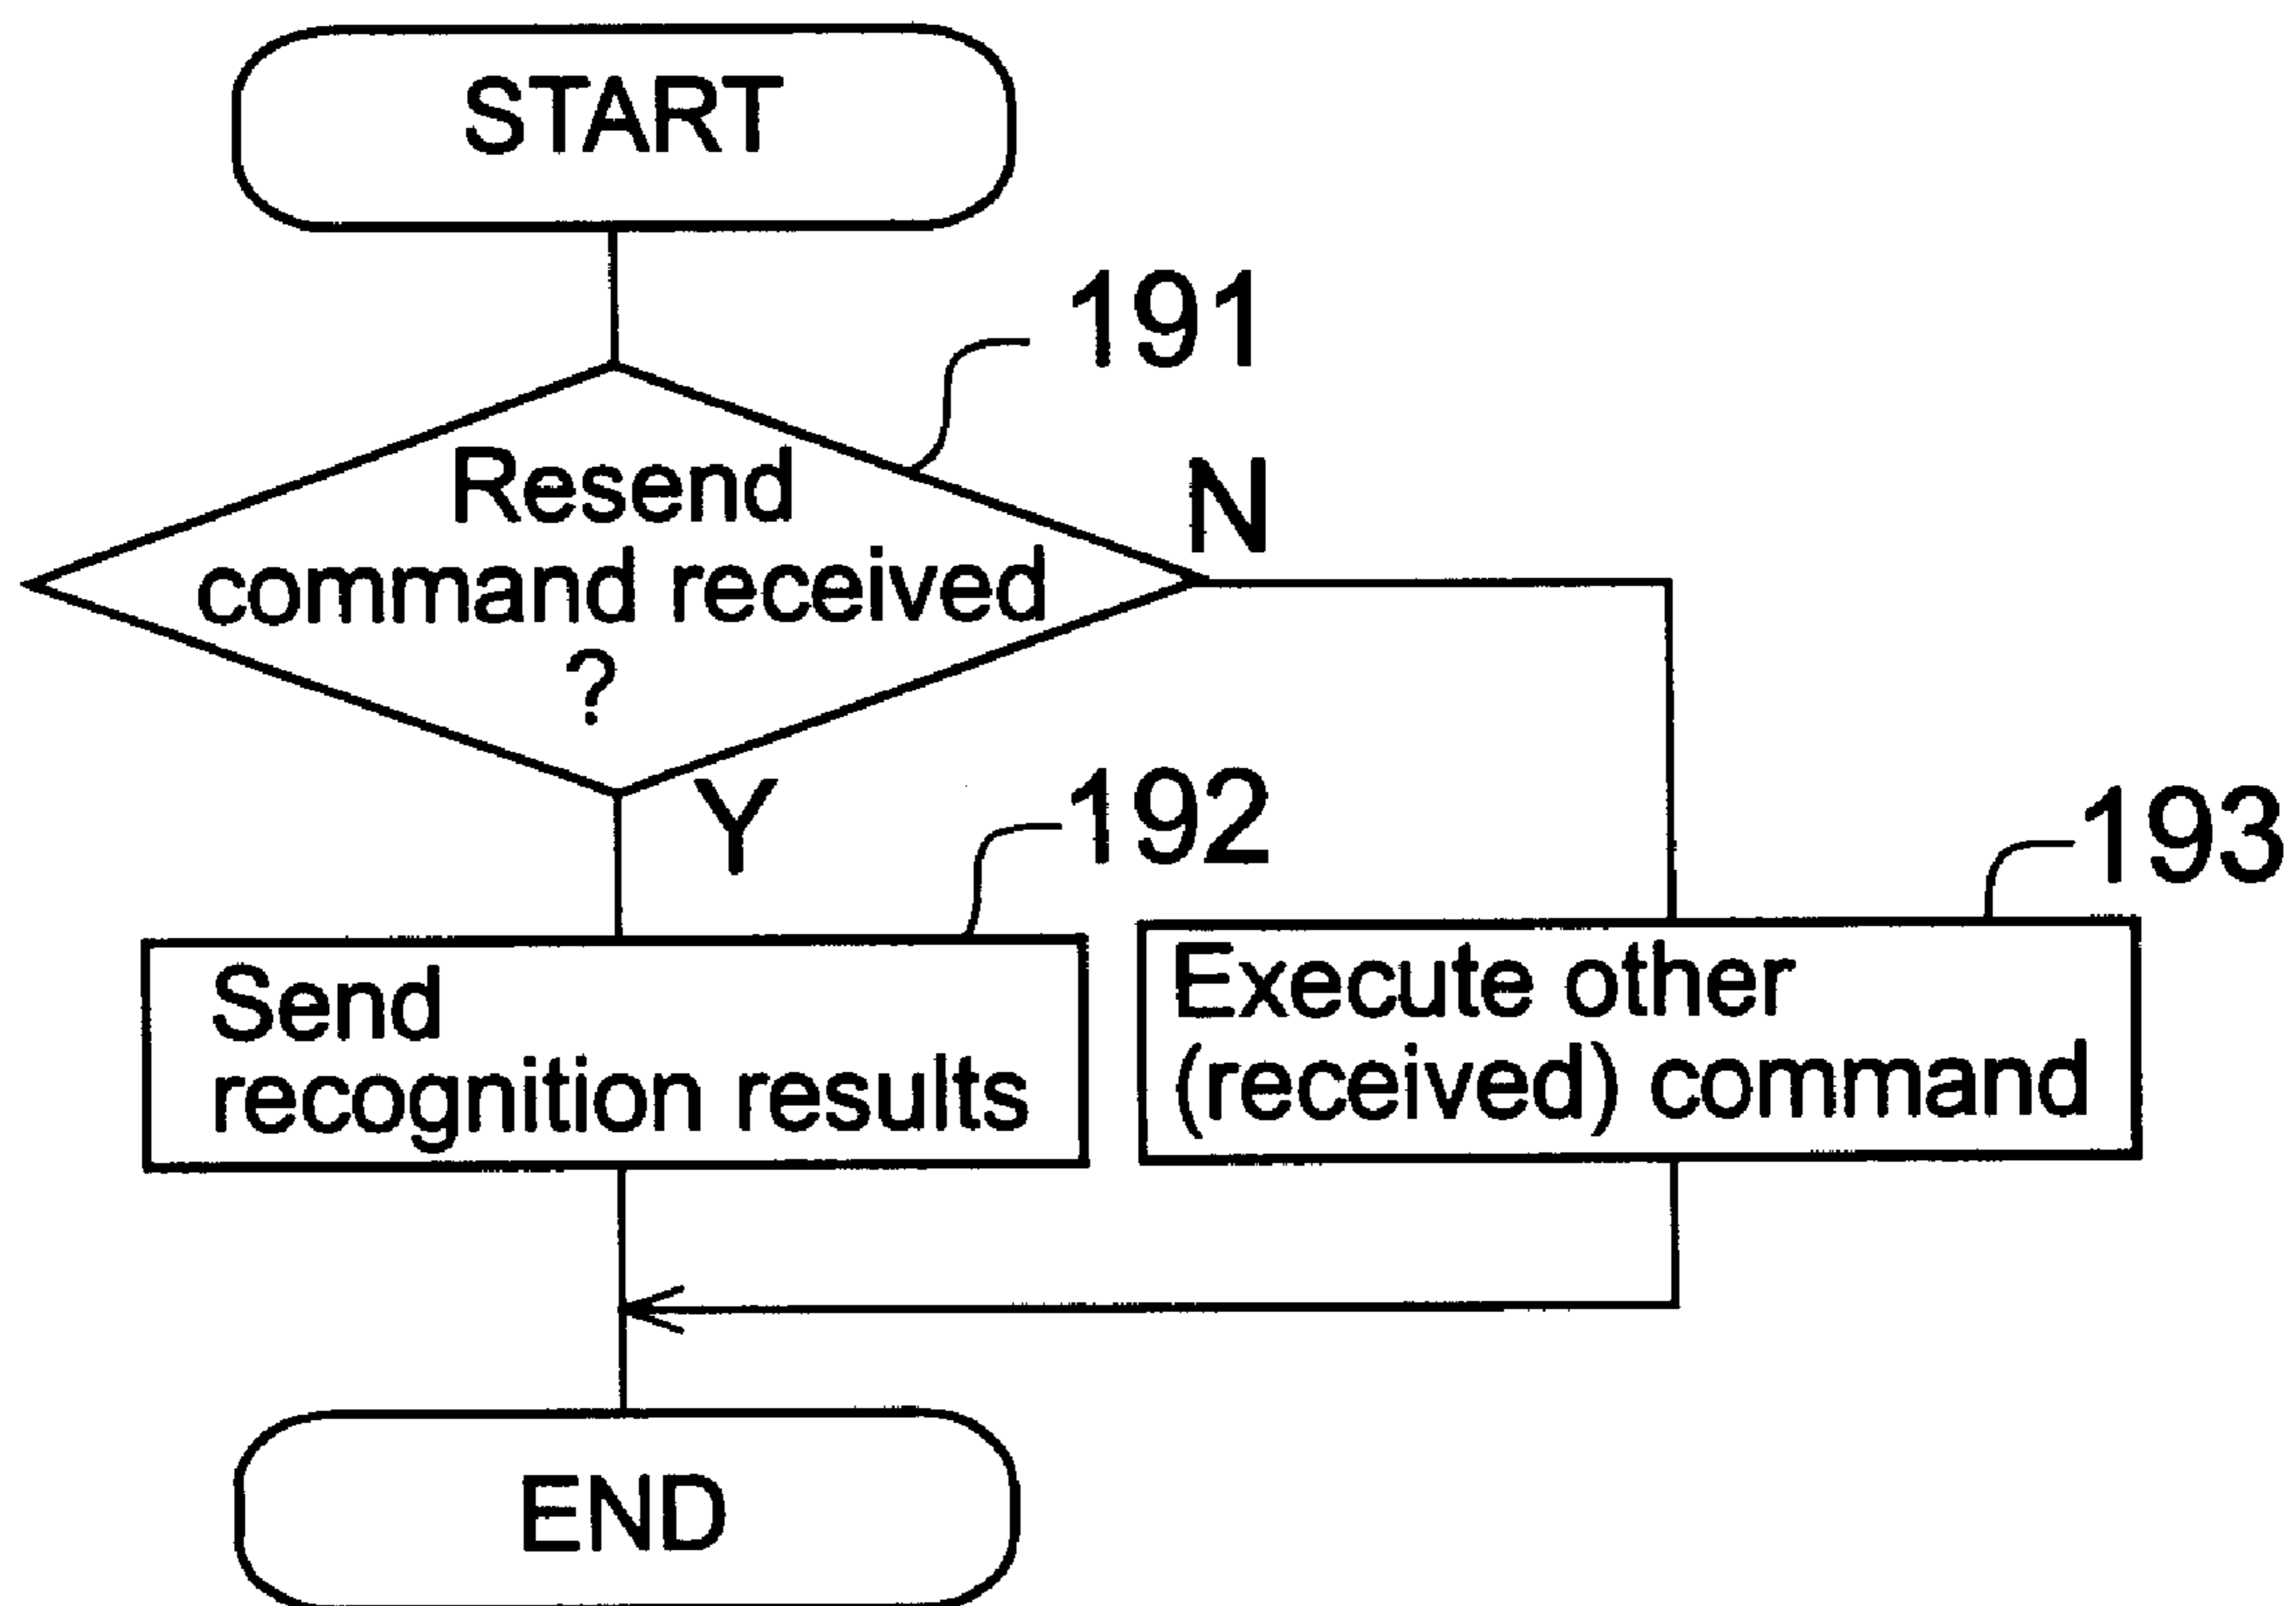 START
191
Resend
command received
?
N
Y
192
193
Send
recognition results
Execute other
(received) command
END